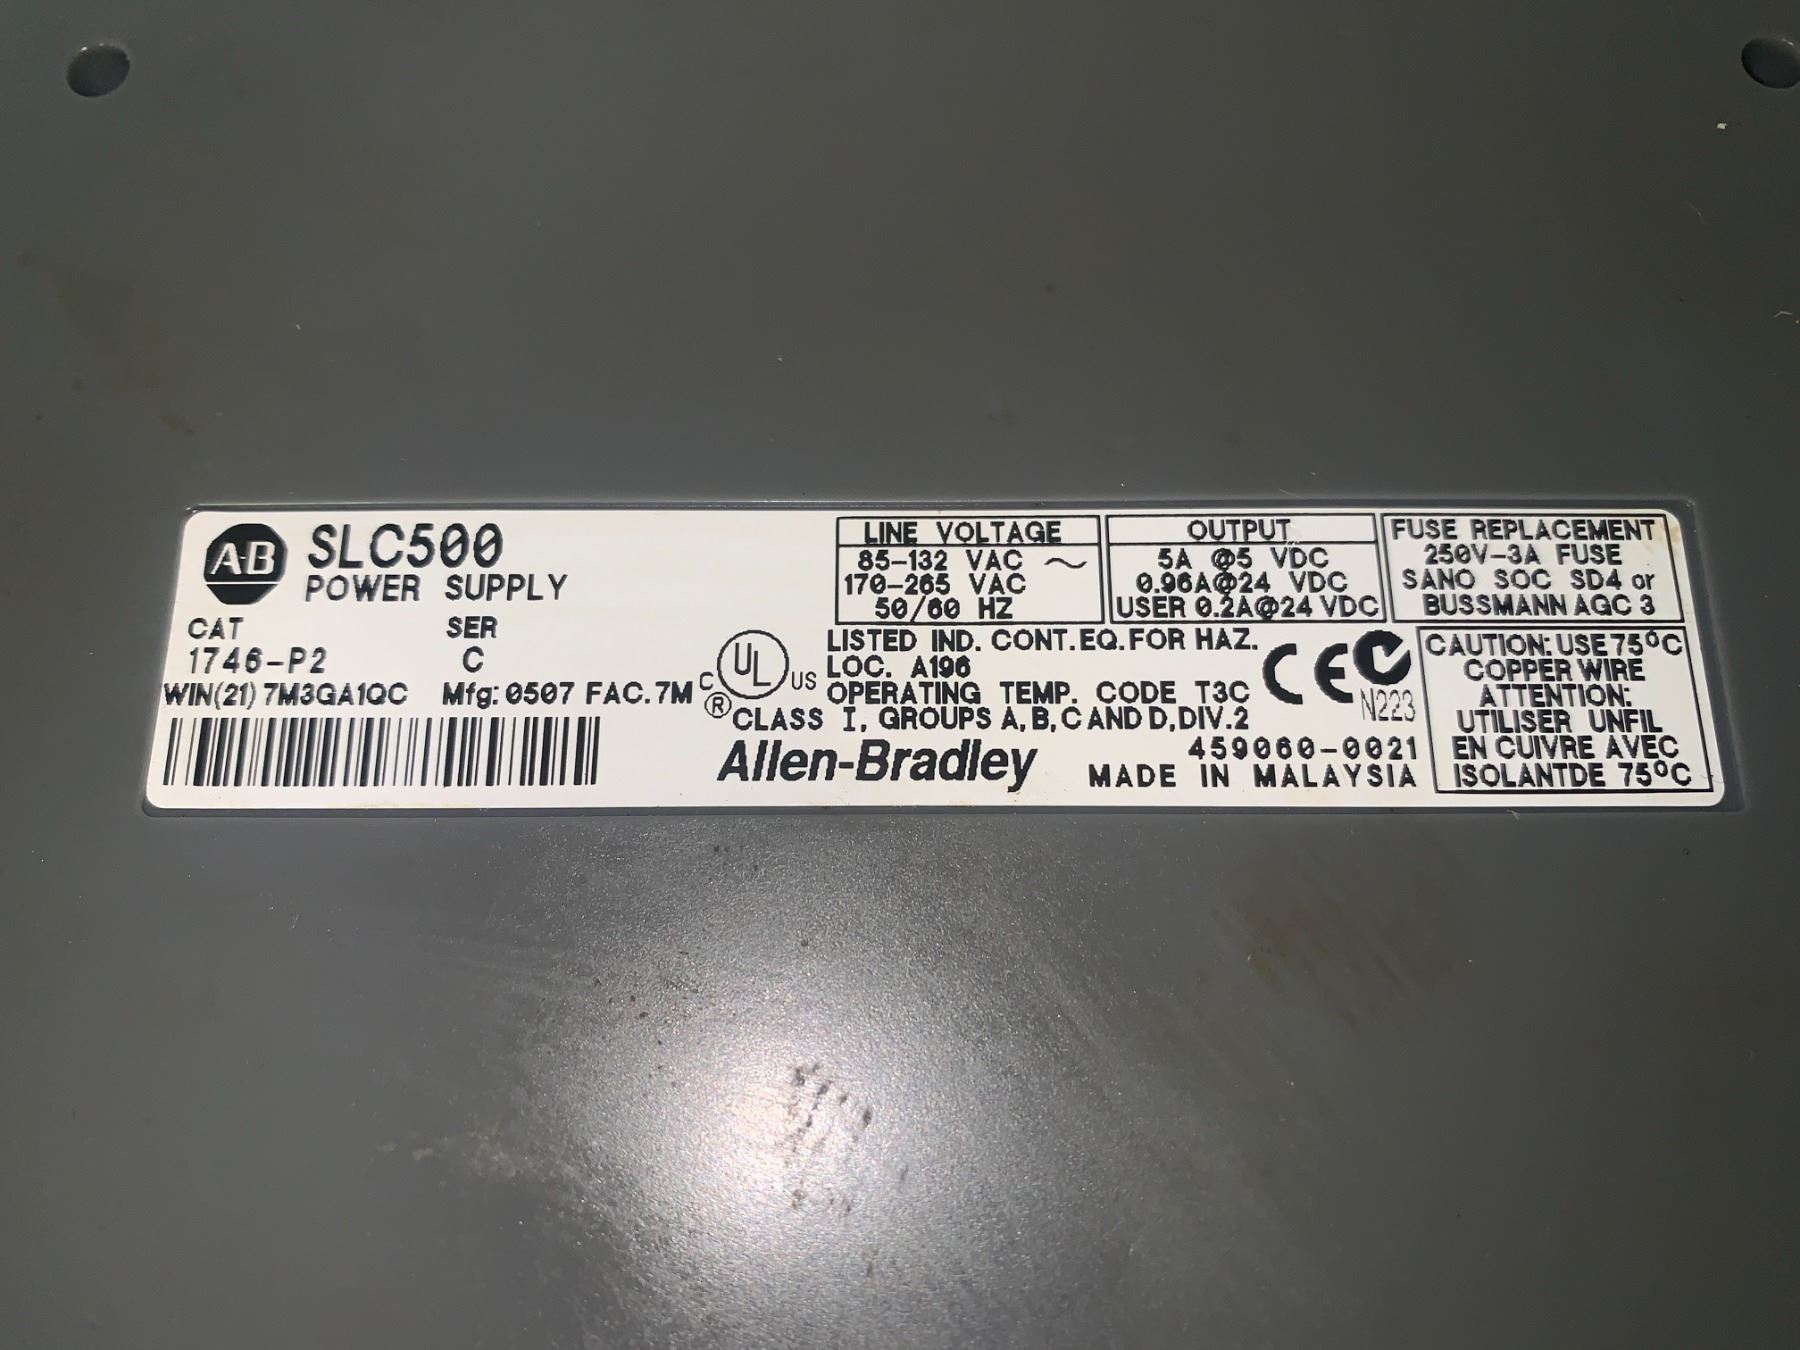 A-B
SLC500
POWER SUPPLY
CAT
1746-P2
SER
C
WIN(21) 7M3GA1QC Mfg: 0507 FAC. 7M
C UL US
®
LISTED IND. CONT. EQ. FOR HAZ.
LOC. A196
OPERATING TEMP. CODE T3C
CLASS I, GROUPS A, B, C AND D, DIV.2
Allen-Bradley
LINE VOLTAGE
85-132 VAC ~
170-265 VAC
50/60 HZ
OUTPUT
5A @5 VDC
0.96A@24 VDC
USER 0.2A@24 VDC
FUSE REPLACEMENT
250V-3A FUSE
SANO SOC SD4 or
BUSSMANN AGC 3
CE
N223
459060-0021
MADE IN MALAYSIA
CAUTION: USE 75°C
COPPER WIRE
ATTENTION:
UTILISER UNFIL
EN CUIVRE AVEC
ISOLANTDE 75°C